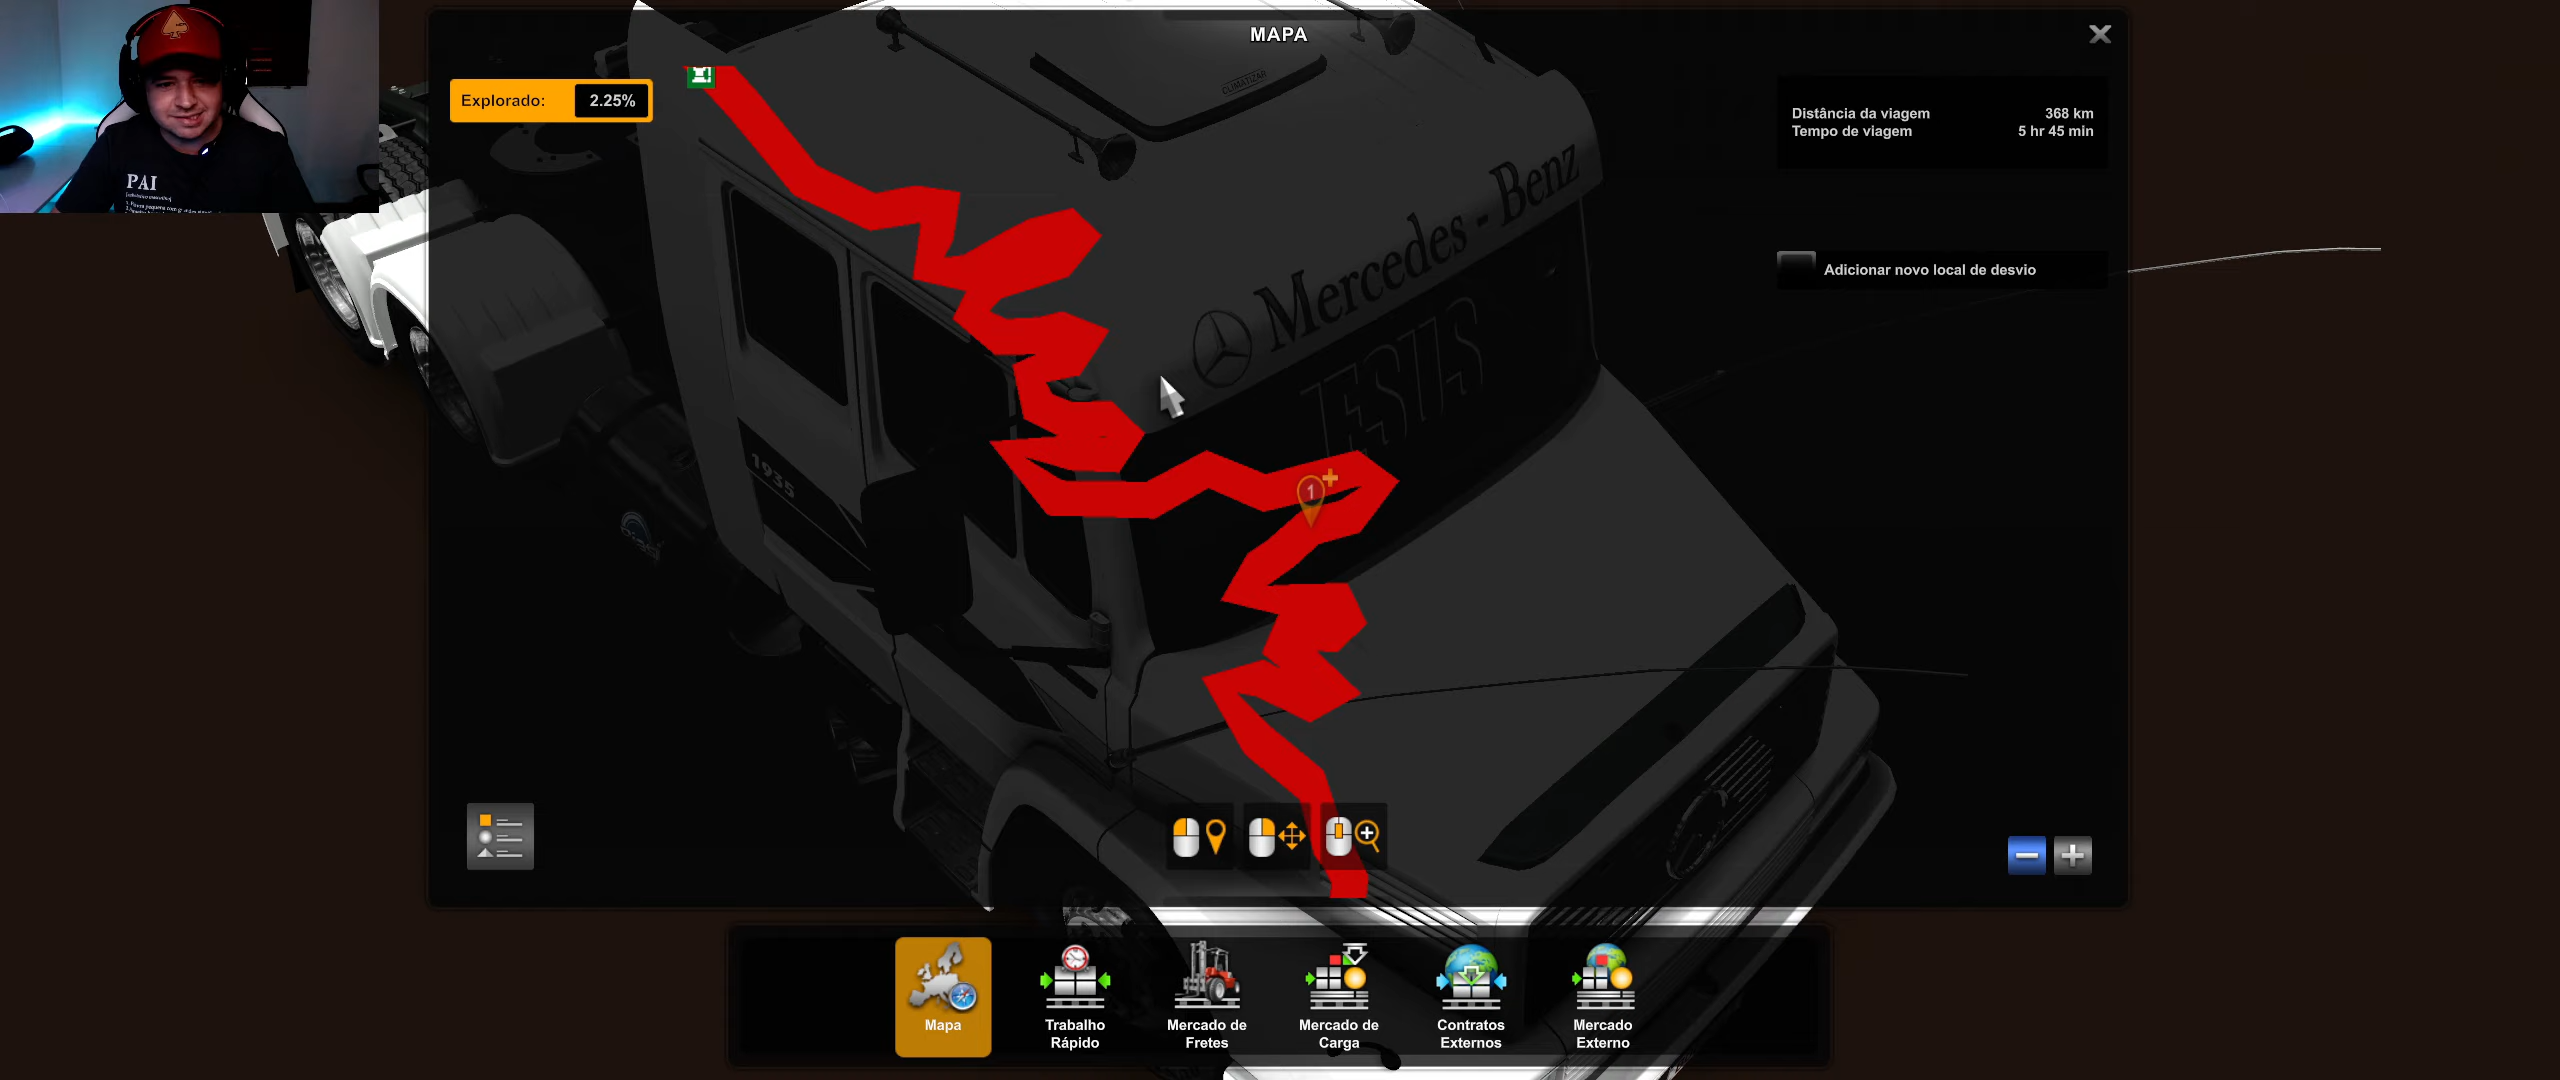 MAPA
Explorado: 2.25%
Distância da viagem 368 km
Tempo de viagem 5 hr 45 min
Adicionar novo local de desvio
PAI
CLIMATIZAR
Mercedes - Benz
JESUS
1935
1
Mapa
Trabalho
Rápido
Mercado de
Fretes
Mercado de
Carga
Contratos
Externos
Mercado
Externo